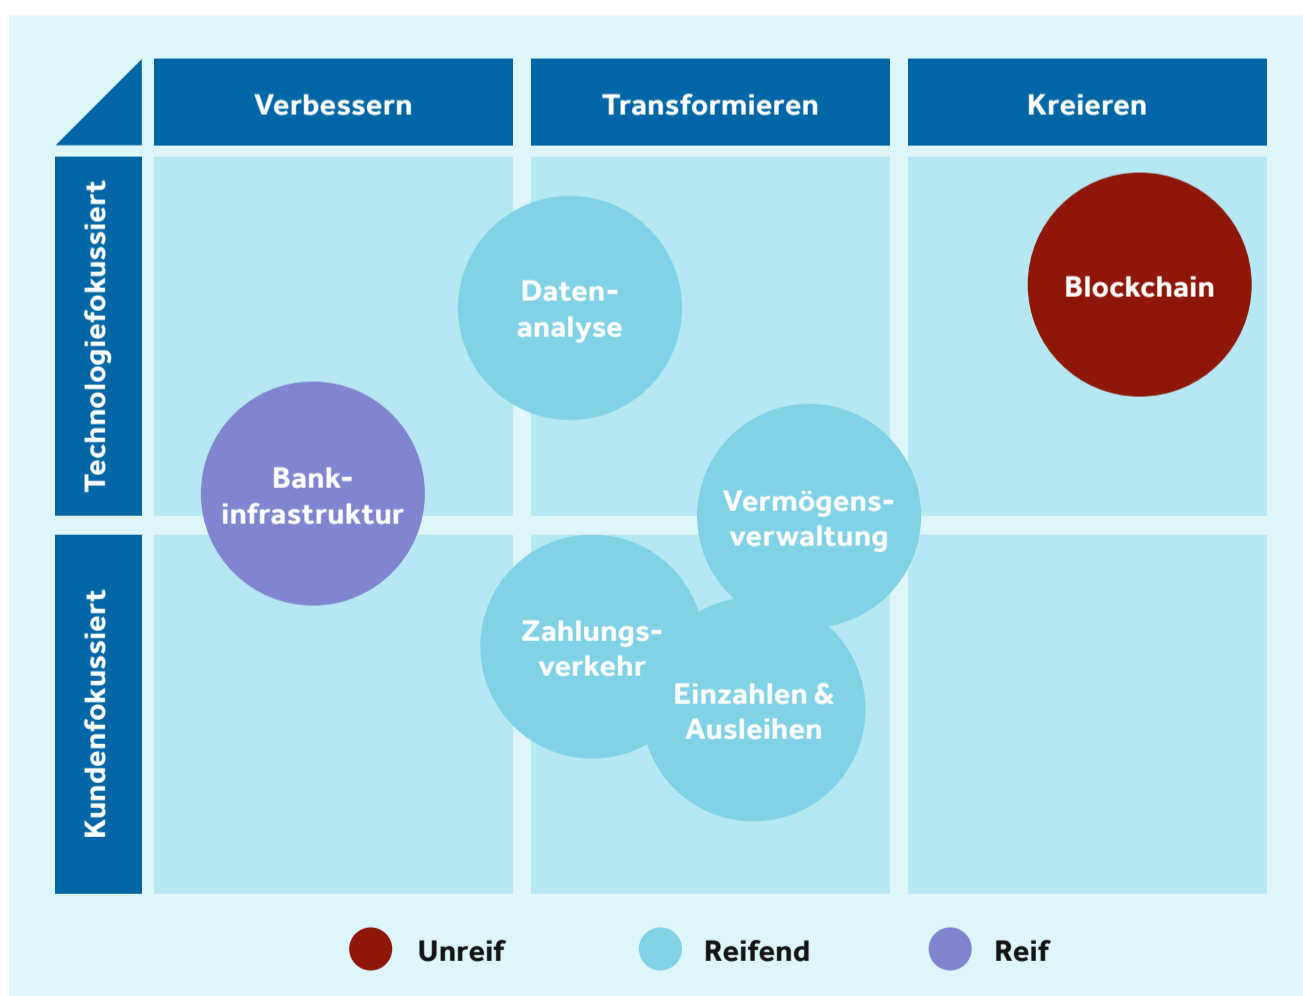 Verbessern
Transformieren
Kreieren
Technologiefokussiert
Daten-
analyse
Blockchain
Bank-
infrastruktur
Vermögens-
verwaltung
Kundenfokussiert
Zahlungs-
verkehr
Einzahlen &
Ausleihen
Unreif
Reifend
Reif